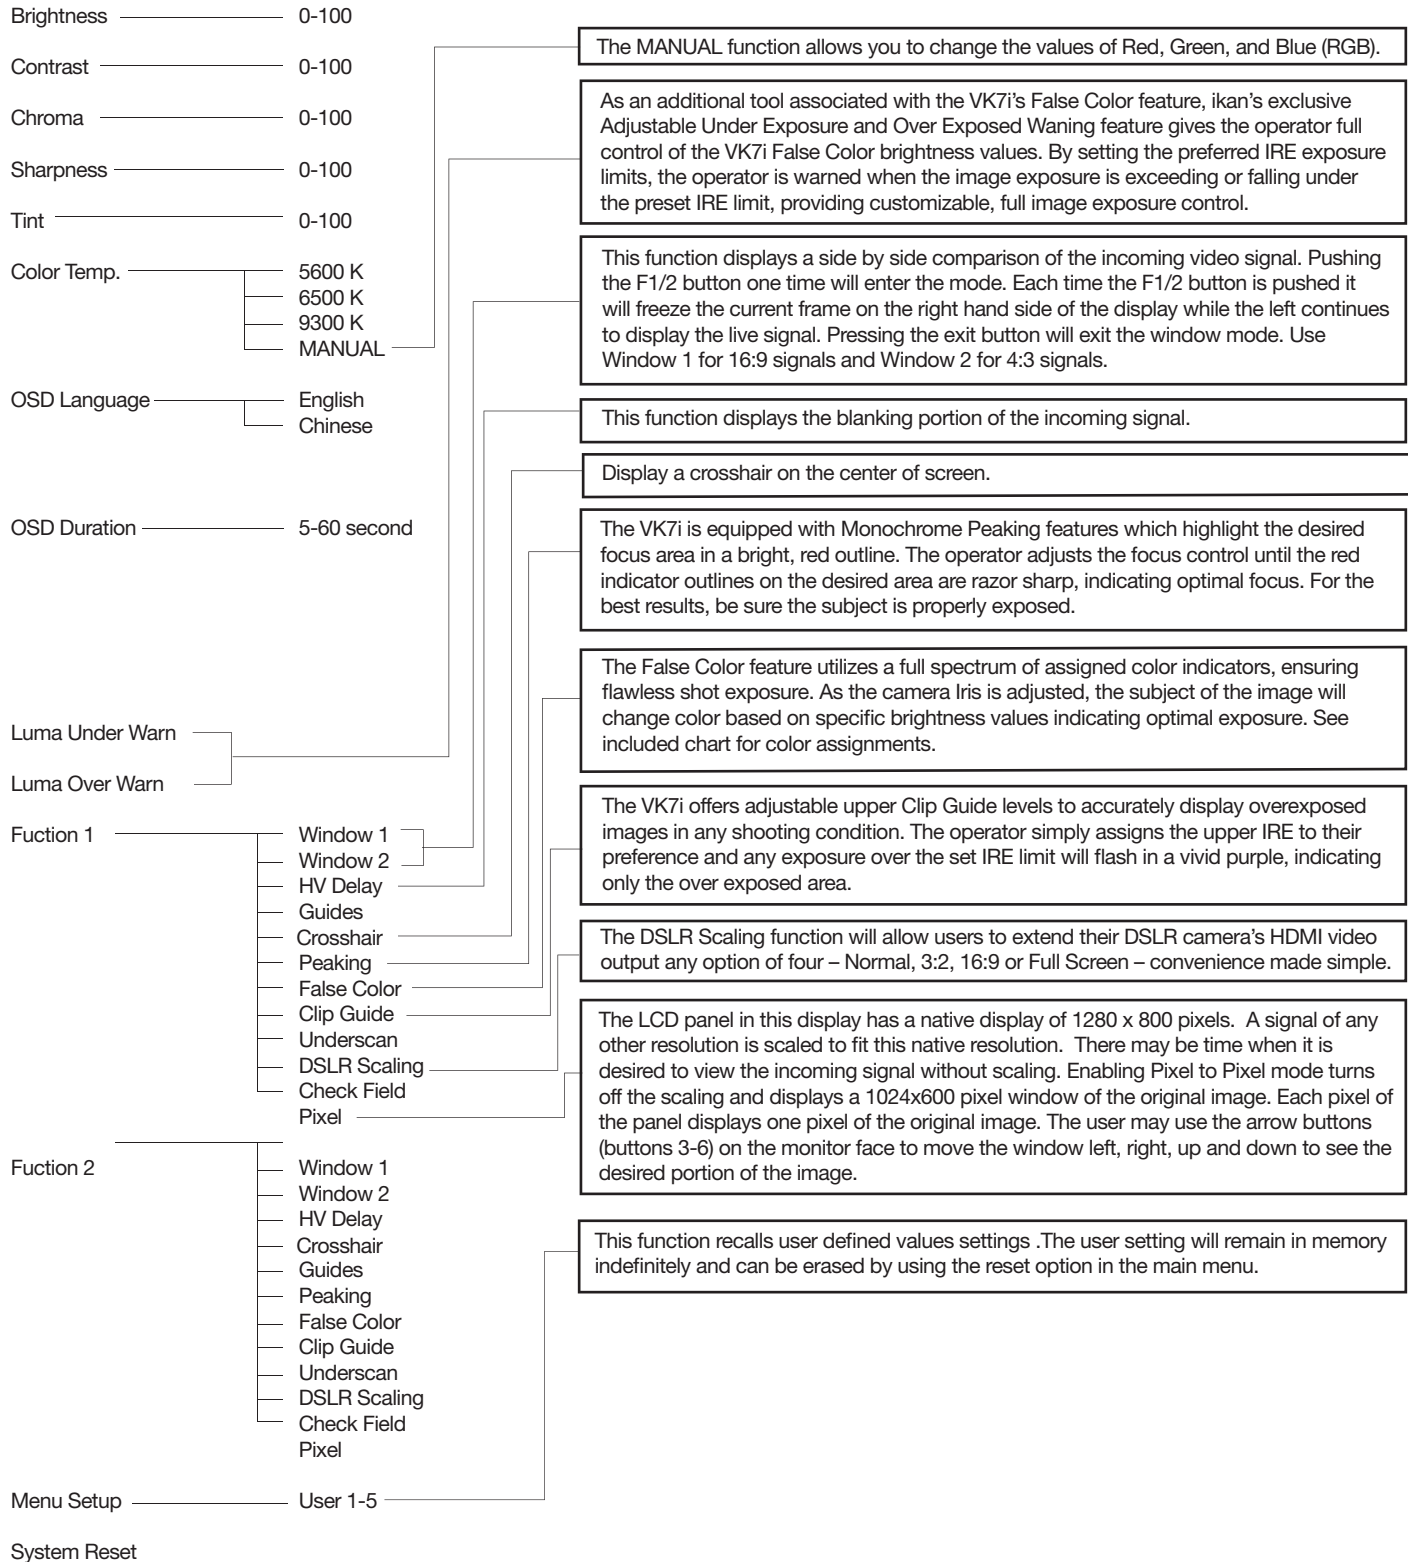 Brightness 0-100
Contrast 0-100
Chroma 0-100
Sharpness 0-100
Tint 0-100
Color Temp. 5600 K
6500 K
9300 K
MANUAL
OSD Language English
Chinese
OSD Duration 5-60 second
Luma Under Warn
Luma Over Warn
Fuction 1 Window 1
Window 2
HV Delay
Guides
Crosshair
Peaking
False Color
Clip Guide
Underscan
DSLR Scaling
Check Field
Pixel
Fuction 2 Window 1
Window 2
HV Delay
Crosshair
Guides
Peaking
False Color
Clip Guide
Underscan
DSLR Scaling
Check Field
Pixel
Menu Setup User 1-5
System Reset
The MANUAL function allows you to change the values of Red, Green, and Blue (RGB).
As an additional tool associated with the VK7i’s False Color feature, ikan’s exclusive
Adjustable Under Exposure and Over Exposed Waning feature gives the operator full
control of the VK7i False Color brightness values. By setting the preferred IRE exposure
limits, the operator is warned when the image exposure is exceeding or falling under
the preset IRE limit, providing customizable, full image exposure control.
This function displays a side by side comparison of the incoming video signal. Pushing
the F1/2 button one time will enter the mode. Each time the F1/2 button is pushed it
will freeze the current frame on the right hand side of the display while the left continues
to display the live signal. Pressing the exit button will exit the window mode. Use
Window 1 for 16:9 signals and Window 2 for 4:3 signals.
This function displays the blanking portion of the incoming signal.
Display a crosshair on the center of screen.
The VK7i is equipped with Monochrome Peaking features which highlight the desired
focus area in a bright, red outline. The operator adjusts the focus control until the red
indicator outlines on the desired area are razor sharp, indicating optimal focus. For the
best results, be sure the subject is properly exposed.
The False Color feature utilizes a full spectrum of assigned color indicators, ensuring
flawless shot exposure. As the camera Iris is adjusted, the subject of the image will
change color based on specific brightness values indicating optimal exposure. See
included chart for color assignments.
The VK7i offers adjustable upper Clip Guide levels to accurately display overexposed
images in any shooting condition. The operator simply assigns the upper IRE to their
preference and any exposure over the set IRE limit will flash in a vivid purple, indicating
only the over exposed area.
The DSLR Scaling function will allow users to extend their DSLR camera’s HDMI video
output any option of four – Normal, 3:2, 16:9 or Full Screen – convenience made simple.
The LCD panel in this display has a native display of 1280 x 800 pixels. A signal of any
other resolution is scaled to fit this native resolution. There may be time when it is
desired to view the incoming signal without scaling. Enabling Pixel to Pixel mode turns
off the scaling and displays a 1024x600 pixel window of the original image. Each pixel of
the panel displays one pixel of the original image. The user may use the arrow buttons
(buttons 3-6) on the monitor face to move the window left, right, up and down to see the
desired portion of the image.
This function recalls user defined values settings .The user setting will remain in memory
indefinitely and can be erased by using the reset option in the main menu.